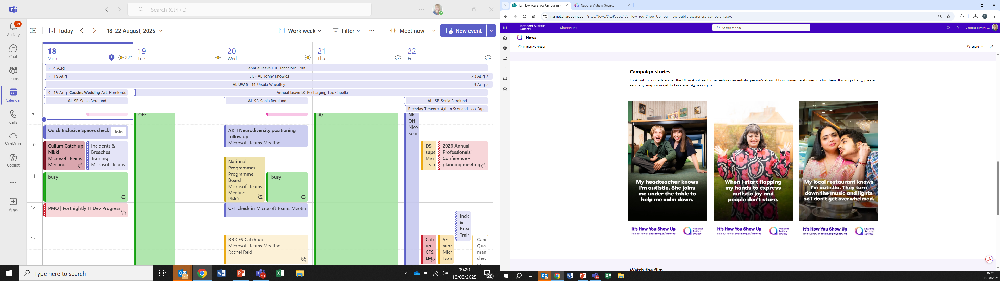 Search (Ctrl+E)
38
Activity
Chat
Teams
Calendar
Calls
OneDrive
Copilot
Apps
Today
18–22 August, 2025
Work week
Filter
Meet now
New event
18
Mon
22°
19
Tue
20
Wed
21
Thu
22
Fri
4 Aug
annual leave HB Hannelore Bout
15 Aug
JK - AL Jonny Knowles
28 Aug
AL UW 5 - 14 Ursula Wheatley
29 Aug
15 Aug Cousins Wedding A/L Herefords
Annual Leave LC Recharging Leo Capella
AL-SB Sonia Berglund
AL-SB Sonia Berglund
AL- SB Sonia Berglund
Birthday Timeout. A/L In Scotland Leo Capel
9
10
11
12
13
Quick Inclusive Spaces check
Join
Cullum Catch up
Nikki
Microsoft Teams
Meeting
Incidents &
Breaches
Training
Microsoft Teams
busy
PMO | Fortnightly IT Dev Progress
OFF
AKH Neurodiversity positioning
follow up
Microsoft Teams Meeting
National
Programmes -
Programme
Board
Microsoft Teams
Meeting
PMO
busy
CFT check in Microsoft Teams Meetin
RR CFS Catch up
Microsoft Teams Meeting
Rachel Reid
A/L
NK
Off
Nico
Kenr
DS
supe
Micr
Tean
2026 Annual
Professionals'
Conference -
planning meeting
Incic
&
Brea
Trair
Catc
up
CFS,
LM
SF
supe
Micr
Tean
Canc
Qual
man
chec
in
Type here to search
9+
09:20
18/08/2025
20
It's How You Show Up: our new
National Autistic Society
nasnet.sharepoint.com/sites/News/SitePages/It's-How-You-Show-Up--our-new-public-awareness-campaign.aspx
C
National Autistic
Society
SharePoint
Search this site
Christine Flintoft-S...
News
Immersive reader
Share
Campaign stories
Look out for our ads across the UK in April, each one features an autistic person's story of how someone showed up for them. If you spot any, please
send any snaps you get to fay.stevens@nas.org.uk
My headteacher knows
I'm autistic. She joins
me under the table to
help me calm down.
It's How You Show Up
Find out how at autism.org.uk/show-up
National
Autistic
Society
When I start flapping
my hands to express
autistic joy and
people don't stare.
It's How You Show Up
Find out how at autism.org.uk/show-up
National
Autistic
Society
My local restaurant knows
I'm autistic. They turn
down the music and lights
so I don't get overwhelmed.
It's How You Show Up
Find out how at autism.org.uk/show-up
National
Autistic
Society
Watch the film
09:20
18/08/2025